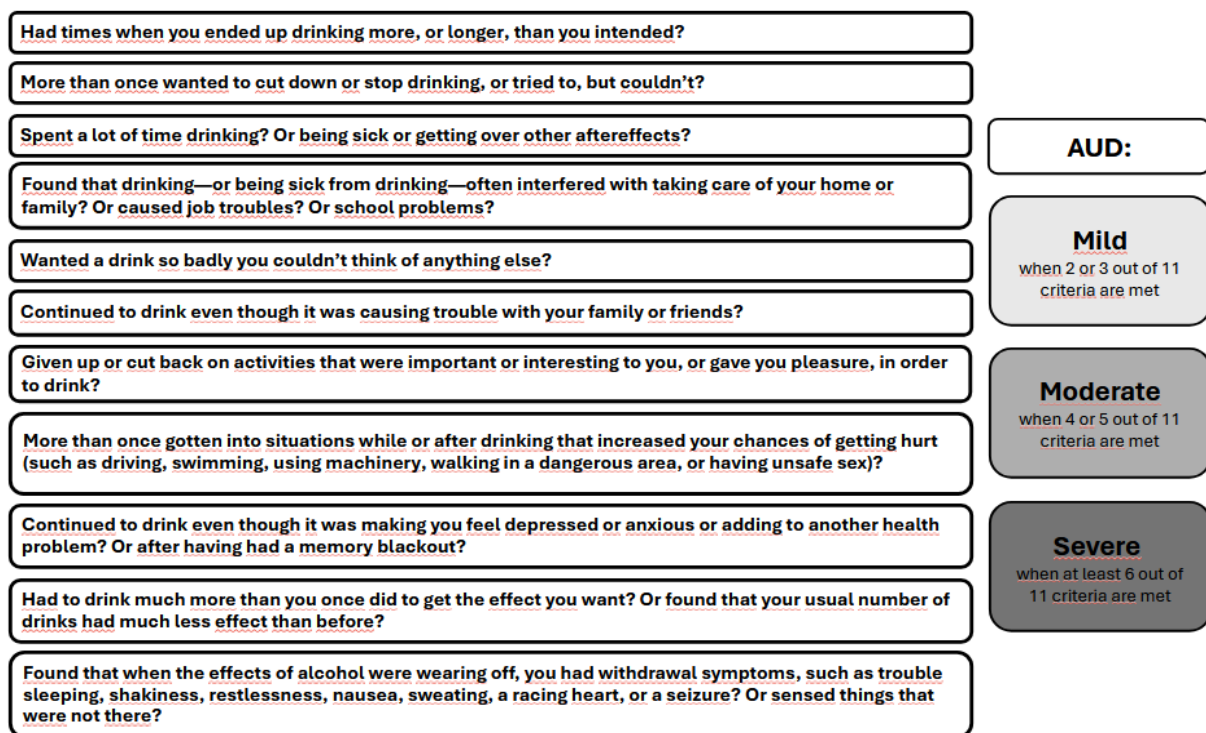 Had times when you ended up drinking more, or longer, than you intended?
More than once wanted to cut down or stop drinking, or tried to, but couldn’t?
Spent a lot of time drinking? Or being sick or getting over other aftereffects?
Found that drinking—or being sick from drinking—often interfered with taking care of your home or
family? Or caused job troubles? Or school problems?
Wanted a drink so badly you couldn’t think of anything else?
Continued to drink even though it was causing trouble with your family or friends?
Given up or cut back on activities that were important or interesting to you, or gave you pleasure, in order
to drink?
More than once gotten into situations while or after drinking that increased your chances of getting hurt
(such as driving, swimming, using machinery, walking in a dangerous area, or having unsafe sex)?
Continued to drink even though it was making you feel depressed or anxious or adding to another health
problem? Or after having had a memory blackout?
Had to drink much more than you once did to get the effect you want? Or found that your usual number of
drinks had much less effect than before?
Found that when the effects of alcohol were wearing off, you had withdrawal symptoms, such as trouble
sleeping, shakiness, restlessness, nausea, sweating, a racing heart, or a seizure? Or sensed things that
were not there?
AUD:
Mild
when 2 or 3 out of 11
criteria are met
Moderate
when 4 or 5 out of 11
criteria are met
Severe
when at least 6 out of
11 criteria are met